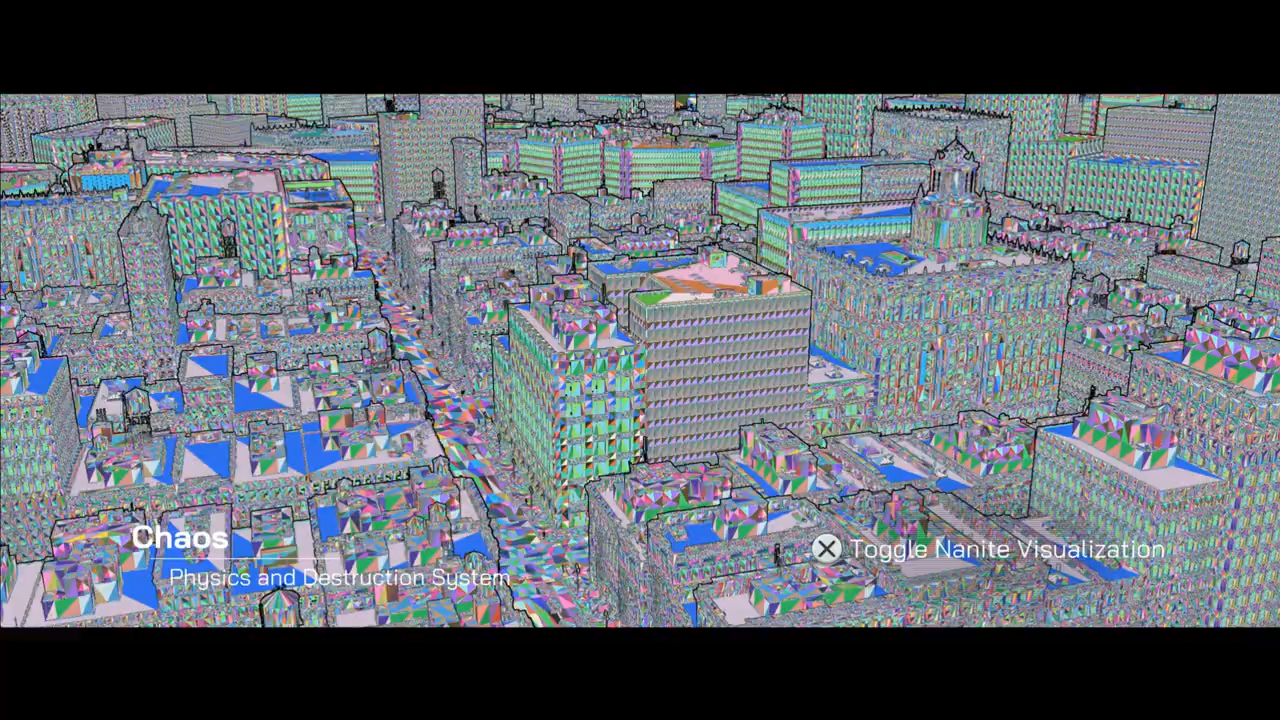 Chaos
Physics and Destruction System
Toggle Nanite Visualization